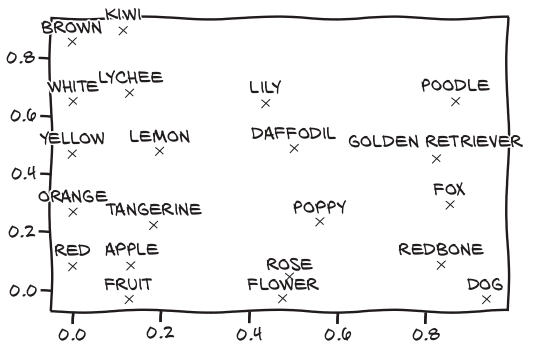 KIWI
BROWN
0.8
WHITE LYCHEE LILY POODLE
0.6
YELLOW LEMON DAFFODIL GOLDEN RETRIEVER
0.4
ORANGE TANGERINE POPPY FOX
0.2
RED APPLE ROSE REDBONE
0.0 FRUIT FLOWER DOG
0.0 0.2 0.4 0.6 0.8